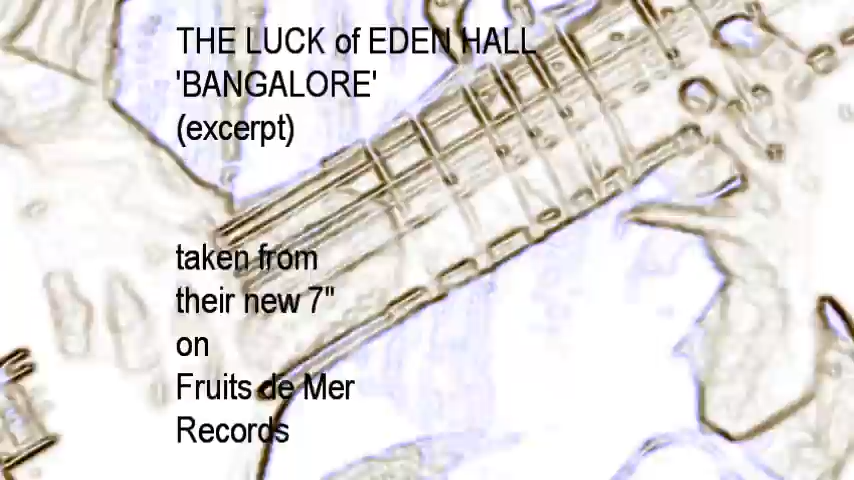 THE LUCK of EDEN HALL
'BANGALORE'
(excerpt)
taken from
their new 7"
on
Fruits de Mer
Records